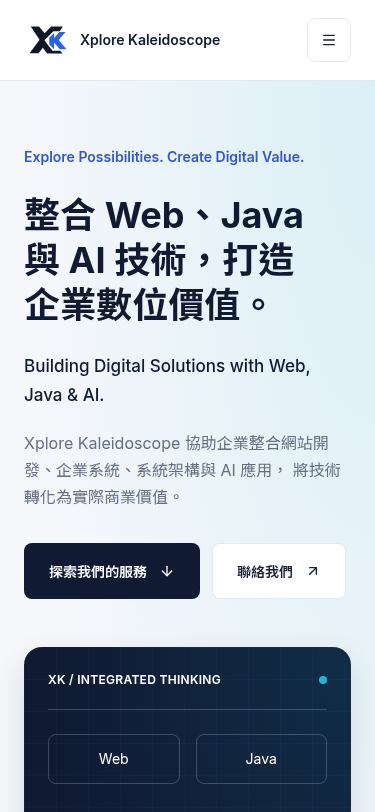 XK Xplore Kaleidoscope
Explore Possibilities. Create Digital Value.
整合 Web、Java
與 AI 技術，打造
企業數位價值。
Building Digital Solutions with Web,
Java & AI.
Xplore Kaleidoscope 協助企業整合網站開
發、企業系統、系統架構與 AI 應用， 將技術
轉化為實際商業價值。
探索我們的服務 ↓ 聯絡我們 ↗
XK / INTEGRATED THINKING
Web Java